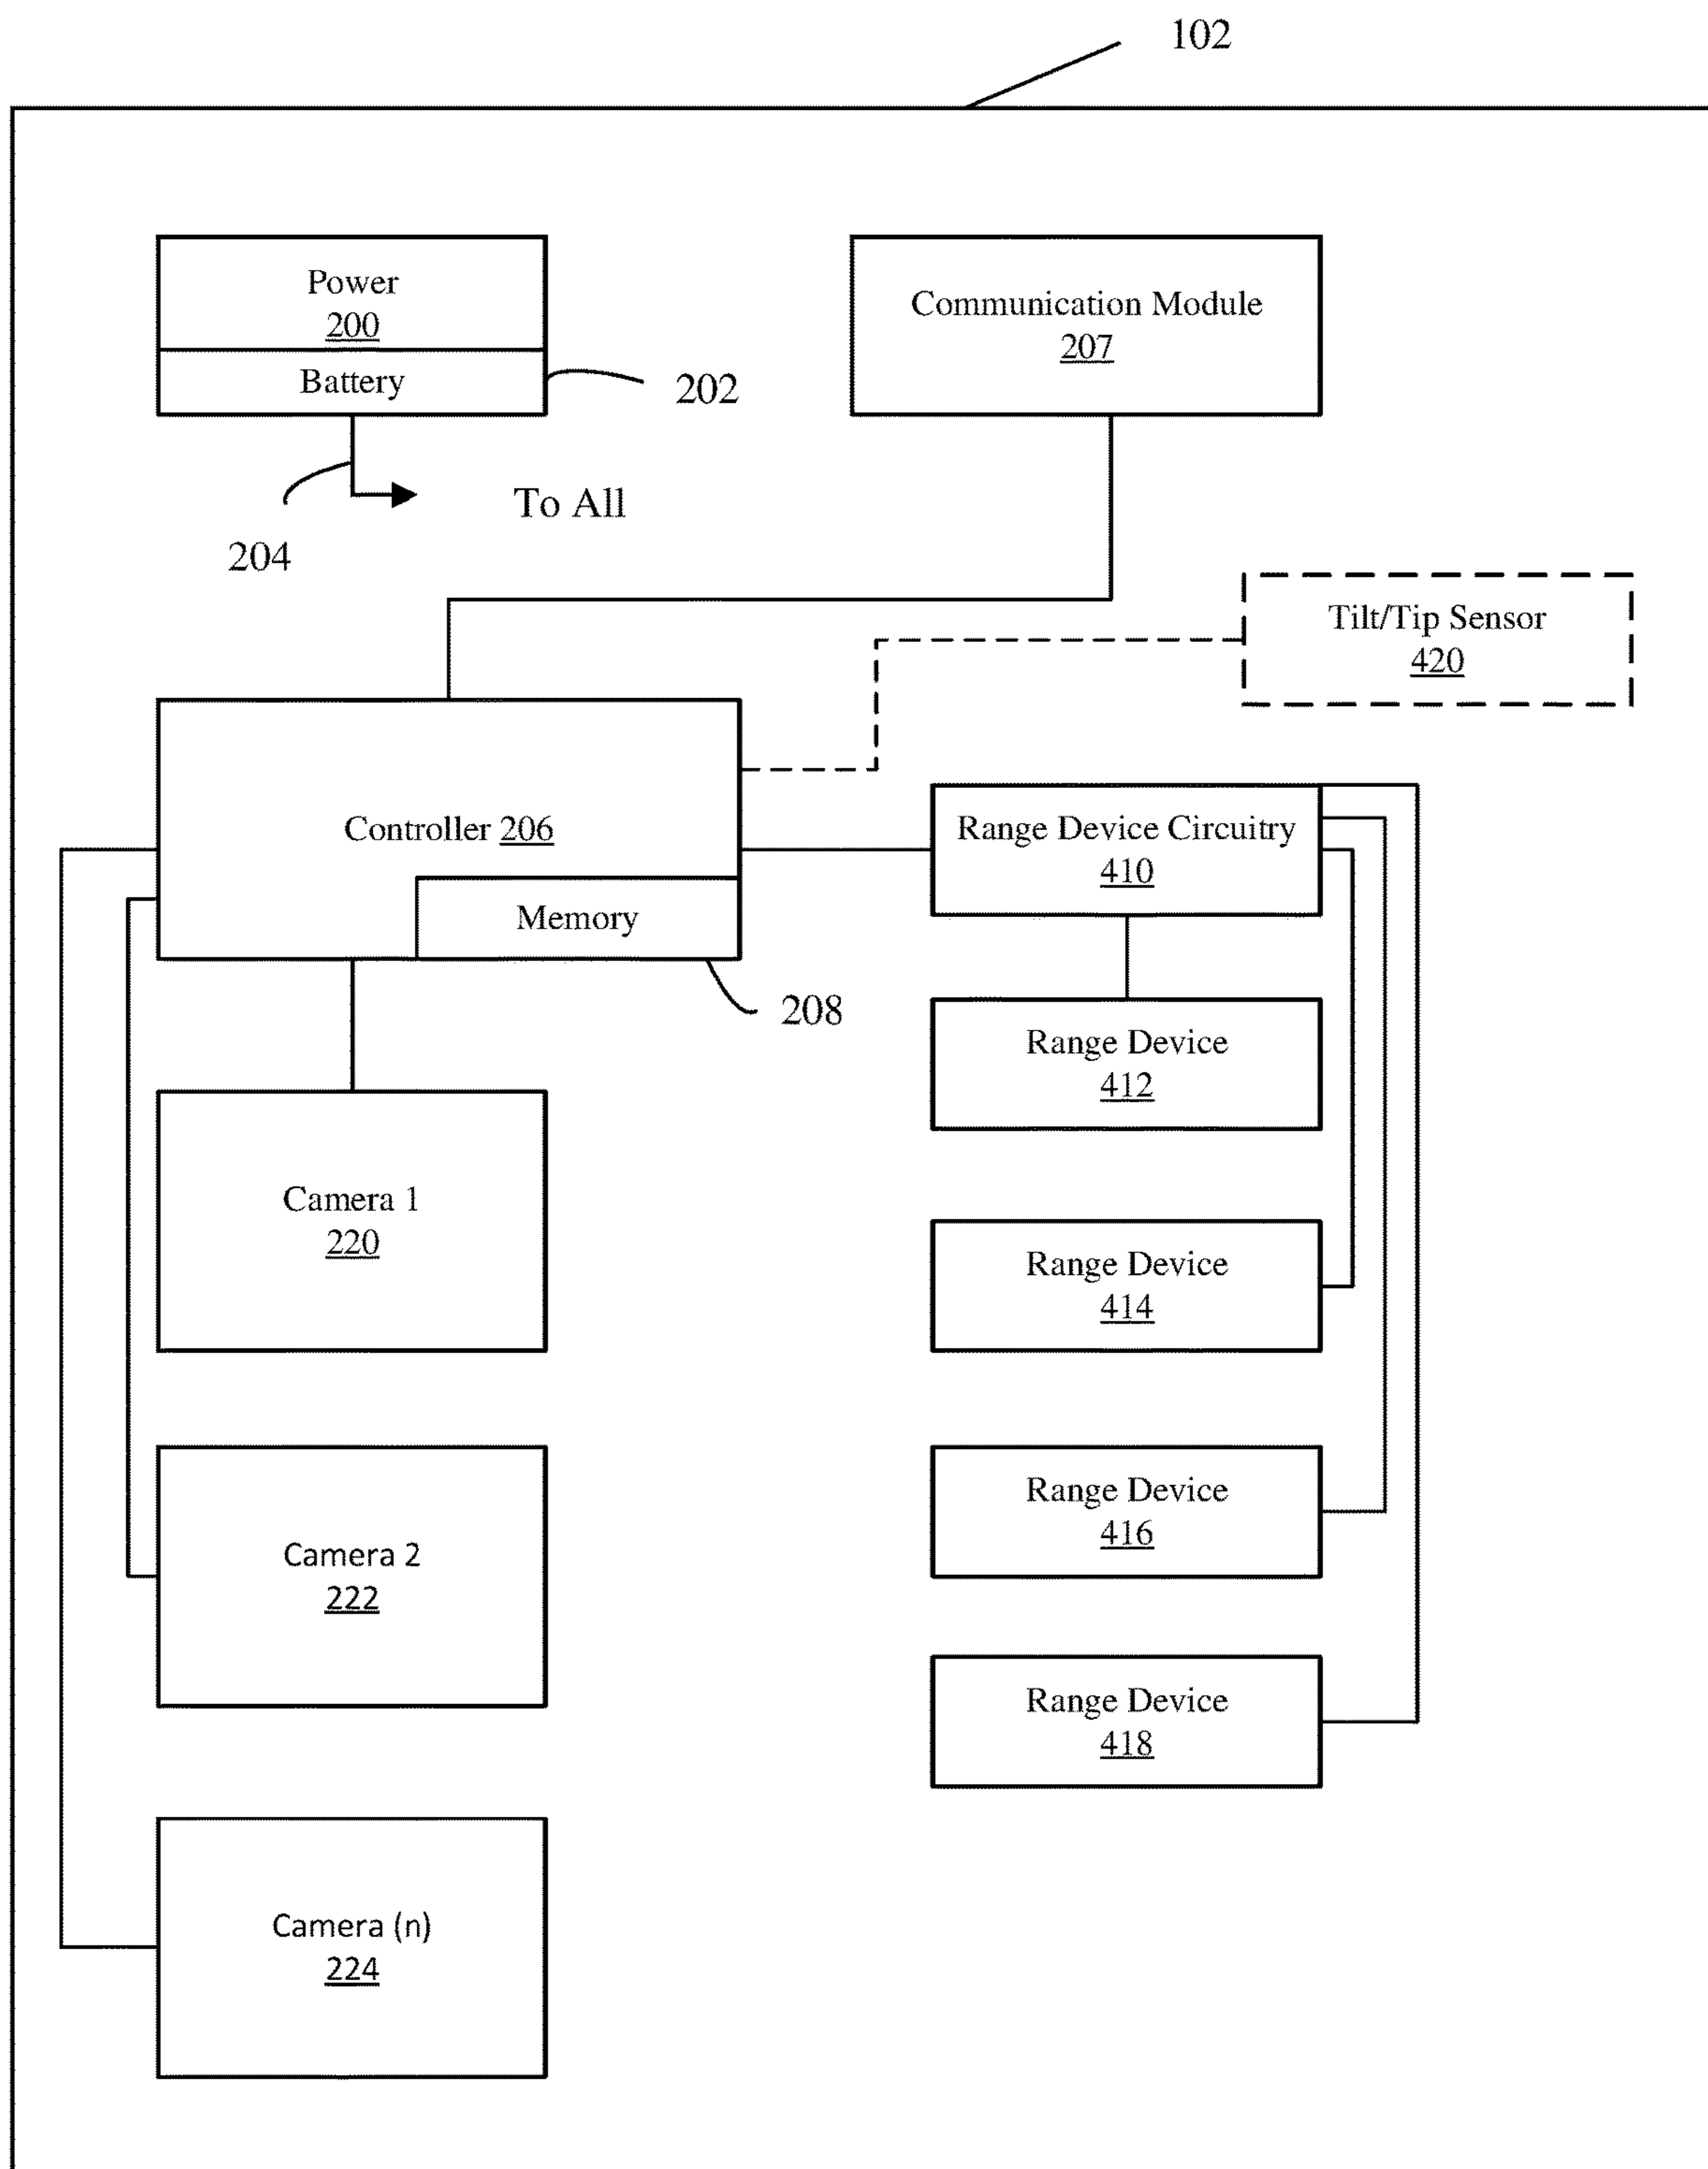 102
Power
200
Battery
202
Communication Module
207
204
To All
Tilt/Tip Sensor
420
Controller 206
Memory
208
Range Device Circuitry
410
Range Device
412
Camera 1
220
Range Device
414
Camera 2
222
Range Device
416
Range Device
418
Camera (n)
224